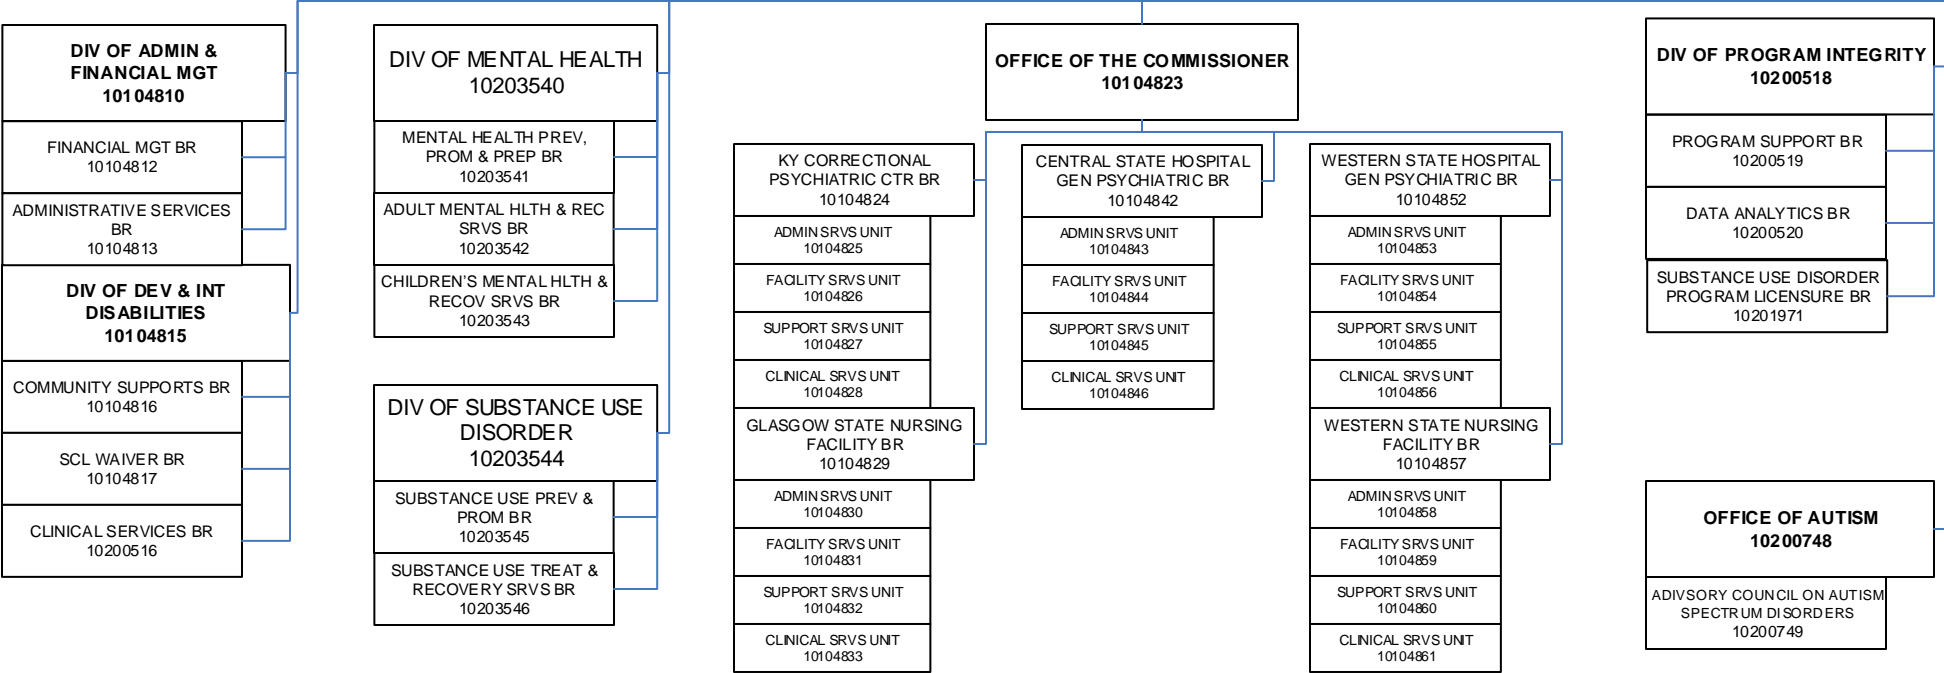 DIV OF ADMIN &
FINANCIAL MGT
10104810
FINANCIAL MGT BR
10104812
ADMINISTRATIVE SERVICES
BR
10104813
DIV OF DEV & INT
DISABILITIES
10104815
COMMUNITY SUPPORTS BR
10104816
SCL WAIVER BR
10104817
CLINICAL SERVICES BR
10200516
DIV OF MENTAL HEALTH
10203540
MENTAL HEALTH PREV,
PROM & PREP BR
10203541
ADULT MENTAL HLTH & REC
SRVS BR
10203542
CHILDREN'S MENTAL HLTH &
RECOV SRVS BR
10203543
DIV OF SUBSTANCE USE
DISORDER
10203544
SUBSTANCE USE PREV &
PROM BR
10203545
SUBSTANCE USE TREAT &
RECOVERY SRVS BR
10203546
OFFICE OF THE COMMISSIONER
10104823
KY CORRECTIONAL
PSYCHIATRIC CTR BR
10104824
ADMIN SRVS UNIT
10104825
FACILITY SRVS UNIT
10104826
SUPPORT SRVS UNIT
10104827
CLINICAL SRVS UNIT
10104828
GLASGOW STATE NURSING
FACILITY BR
10104829
ADMIN SRVS UNIT
10104830
FACILITY SRVS UNIT
10104831
SUPPORT SRVS UNIT
10104832
CLINICAL SRVS UNIT
10104833
CENTRAL STATE HOSPITAL
GEN PSYCHIATRIC BR
10104842
ADMIN SRVS UNIT
10104843
FACILITY SRVS UNIT
10104844
SUPPORT SRVS UNIT
10104845
CLINICAL SRVS UNIT
10104846
WESTERN STATE HOSPITAL
GEN PSYCHIATRIC BR
10104852
ADMIN SRVS UNIT
10104853
FACILITY SRVS UNIT
10104854
SUPPORT SRVS UNIT
10104855
CLINICAL SRVS UNIT
10104856
WESTERN STATE NURSING
FACILITY BR
10104857
ADMIN SRVS UNIT
10104858
FACILITY SRVS UNIT
10104859
SUPPORT SRVS UNIT
10104860
CLINICAL SRVS UNIT
10104861
DIV OF PROGRAM INTEGRITY
10200518
PROGRAM SUPPORT BR
10200519
DATA ANALYTICS BR
10200520
SUBSTANCE USE DISORDER
PROGRAM LICENSURE BR
10201971
OFFICE OF AUTISM
10200748
ADIVSORY COUNCIL ON AUTISM
SPECTRUM DISORDERS
10200749